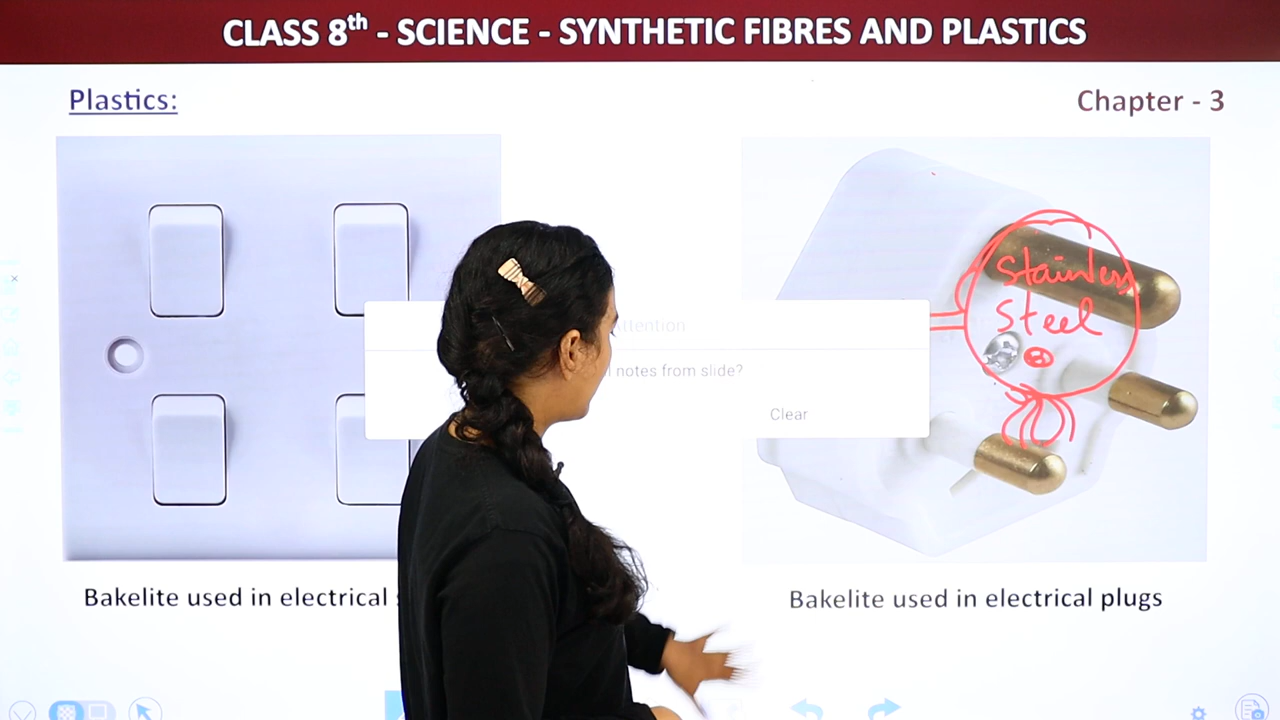 CLASS 8th - SCIENCE - SYNTHETIC FIBRES AND PLASTICS
Plastics:
Chapter - 3
Stainless
Steel
Attention
notes from slide?
Clear
Bakelite used in electrical
Bakelite used in electrical plugs